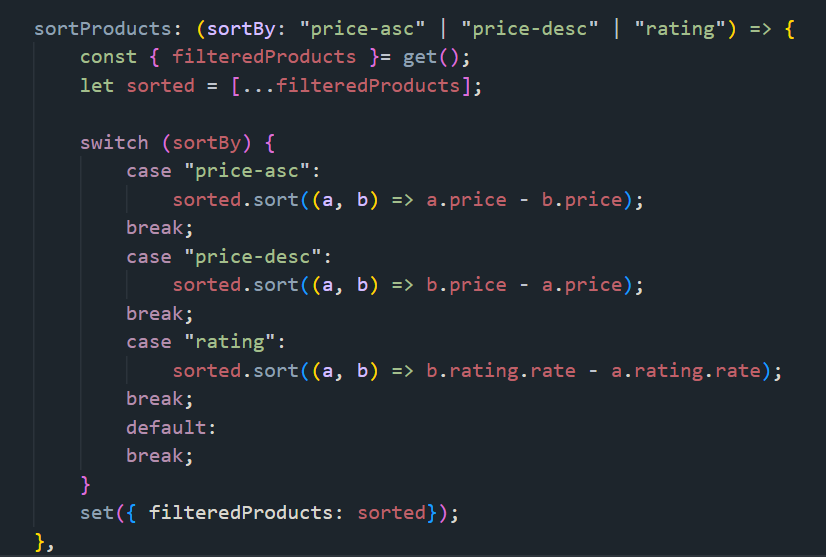 sortProducts: (sortBy: "price-asc" | "price-desc" | "rating") => {
    const { filteredProducts }= get();
    let sorted = [...filteredProducts];

    switch (sortBy) {
        case "price-asc":
            sorted.sort((a, b) => a.price - b.price);
        break;
        case "price-desc":
            sorted.sort((a, b) => b.price - a.price);
        break;
        case "rating":
            sorted.sort((a, b) => b.rating.rate - a.rating.rate);
        break;
        default:
        break;
    }
    set({ filteredProducts: sorted});
},